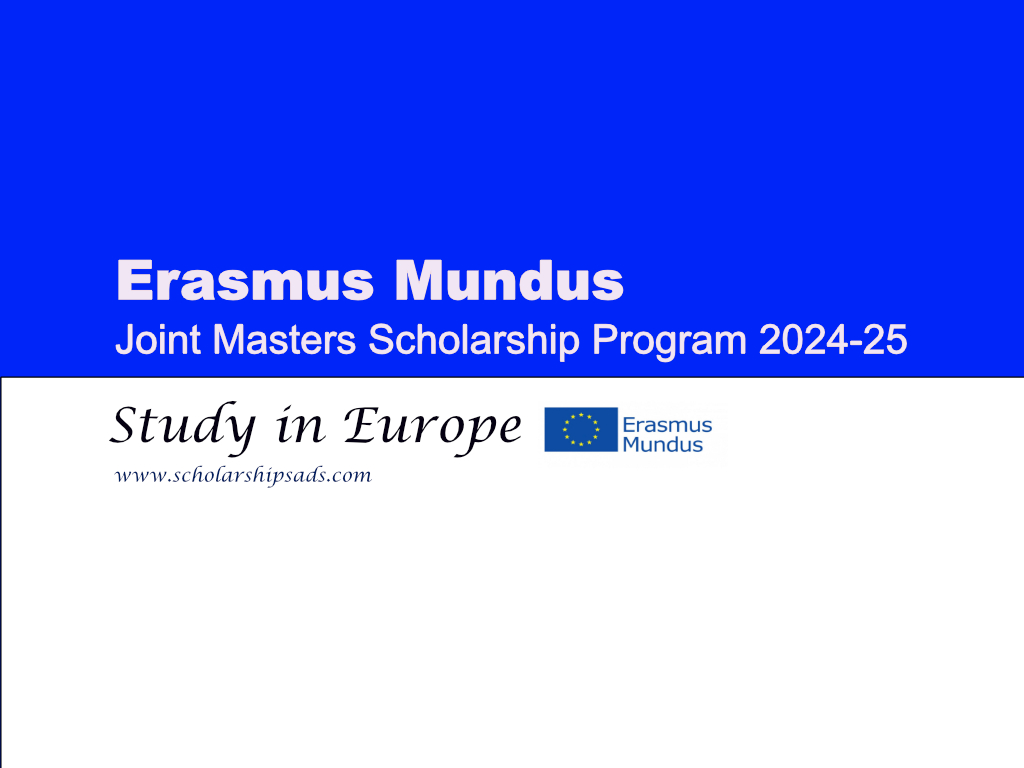 Erasmus Mundus
Joint Masters Scholarship Program 2024-25
Study in Europe
Erasmus
Mundus
www.scholarshipsads.com